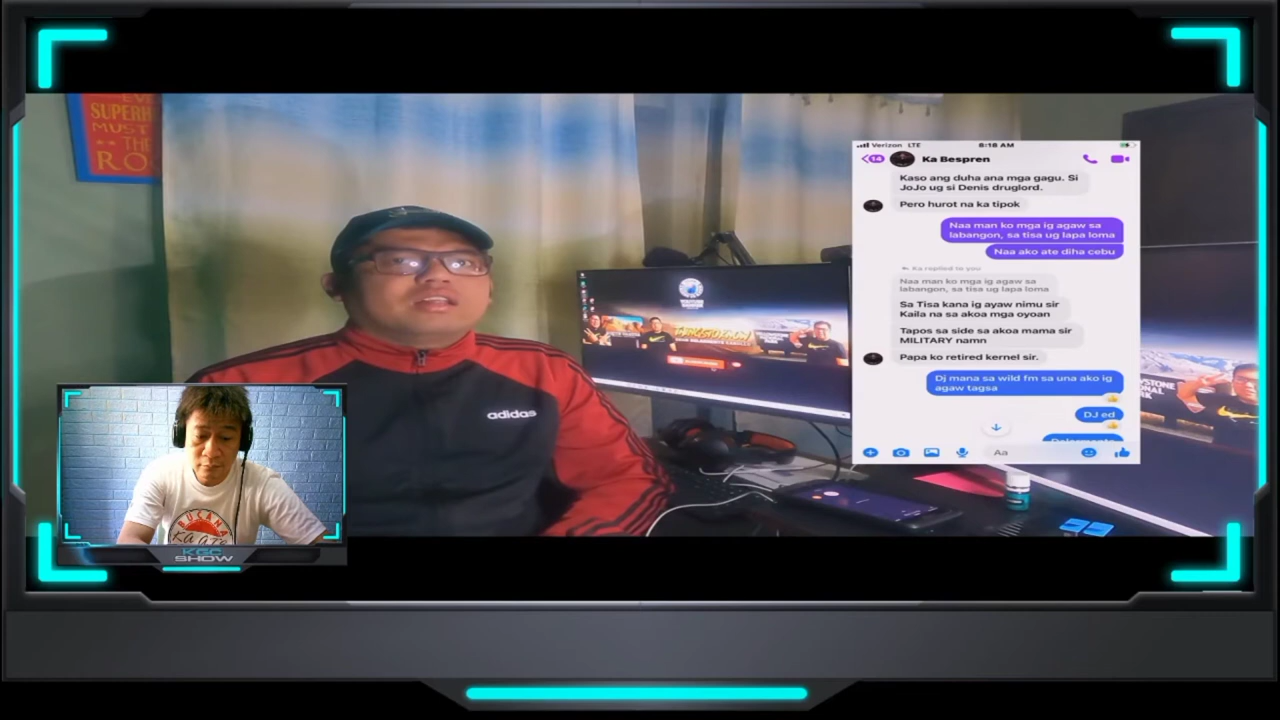 SUPERH
MUST
THE
RO
Verizon LTE
8:18 AM
14
Ka Bespren
Kaso ang duha ana mga gagu. Si
JoJo ug si Denis druglord.
Pero hurot na ka tipok
Naa man ko mga ig agaw sa
labangon, sa tisa ug lapa loma
Naa ako ate diha cebu
Ka replied to you
Naa man ko mga ig agaw sa
labangon, sa tisa ug lapa loma
Sa Tisa kana ig ayaw nimu sir
Kaila na sa akoa mga oyoan
Tapos sa side sa akoa mama sir
MILITARY namn
Papa ko retired kernel sir.
Dj mana sa wild fm sa una ako ig
agaw tagsa
DJ ed
Aa
adidas
KGC
SHOW